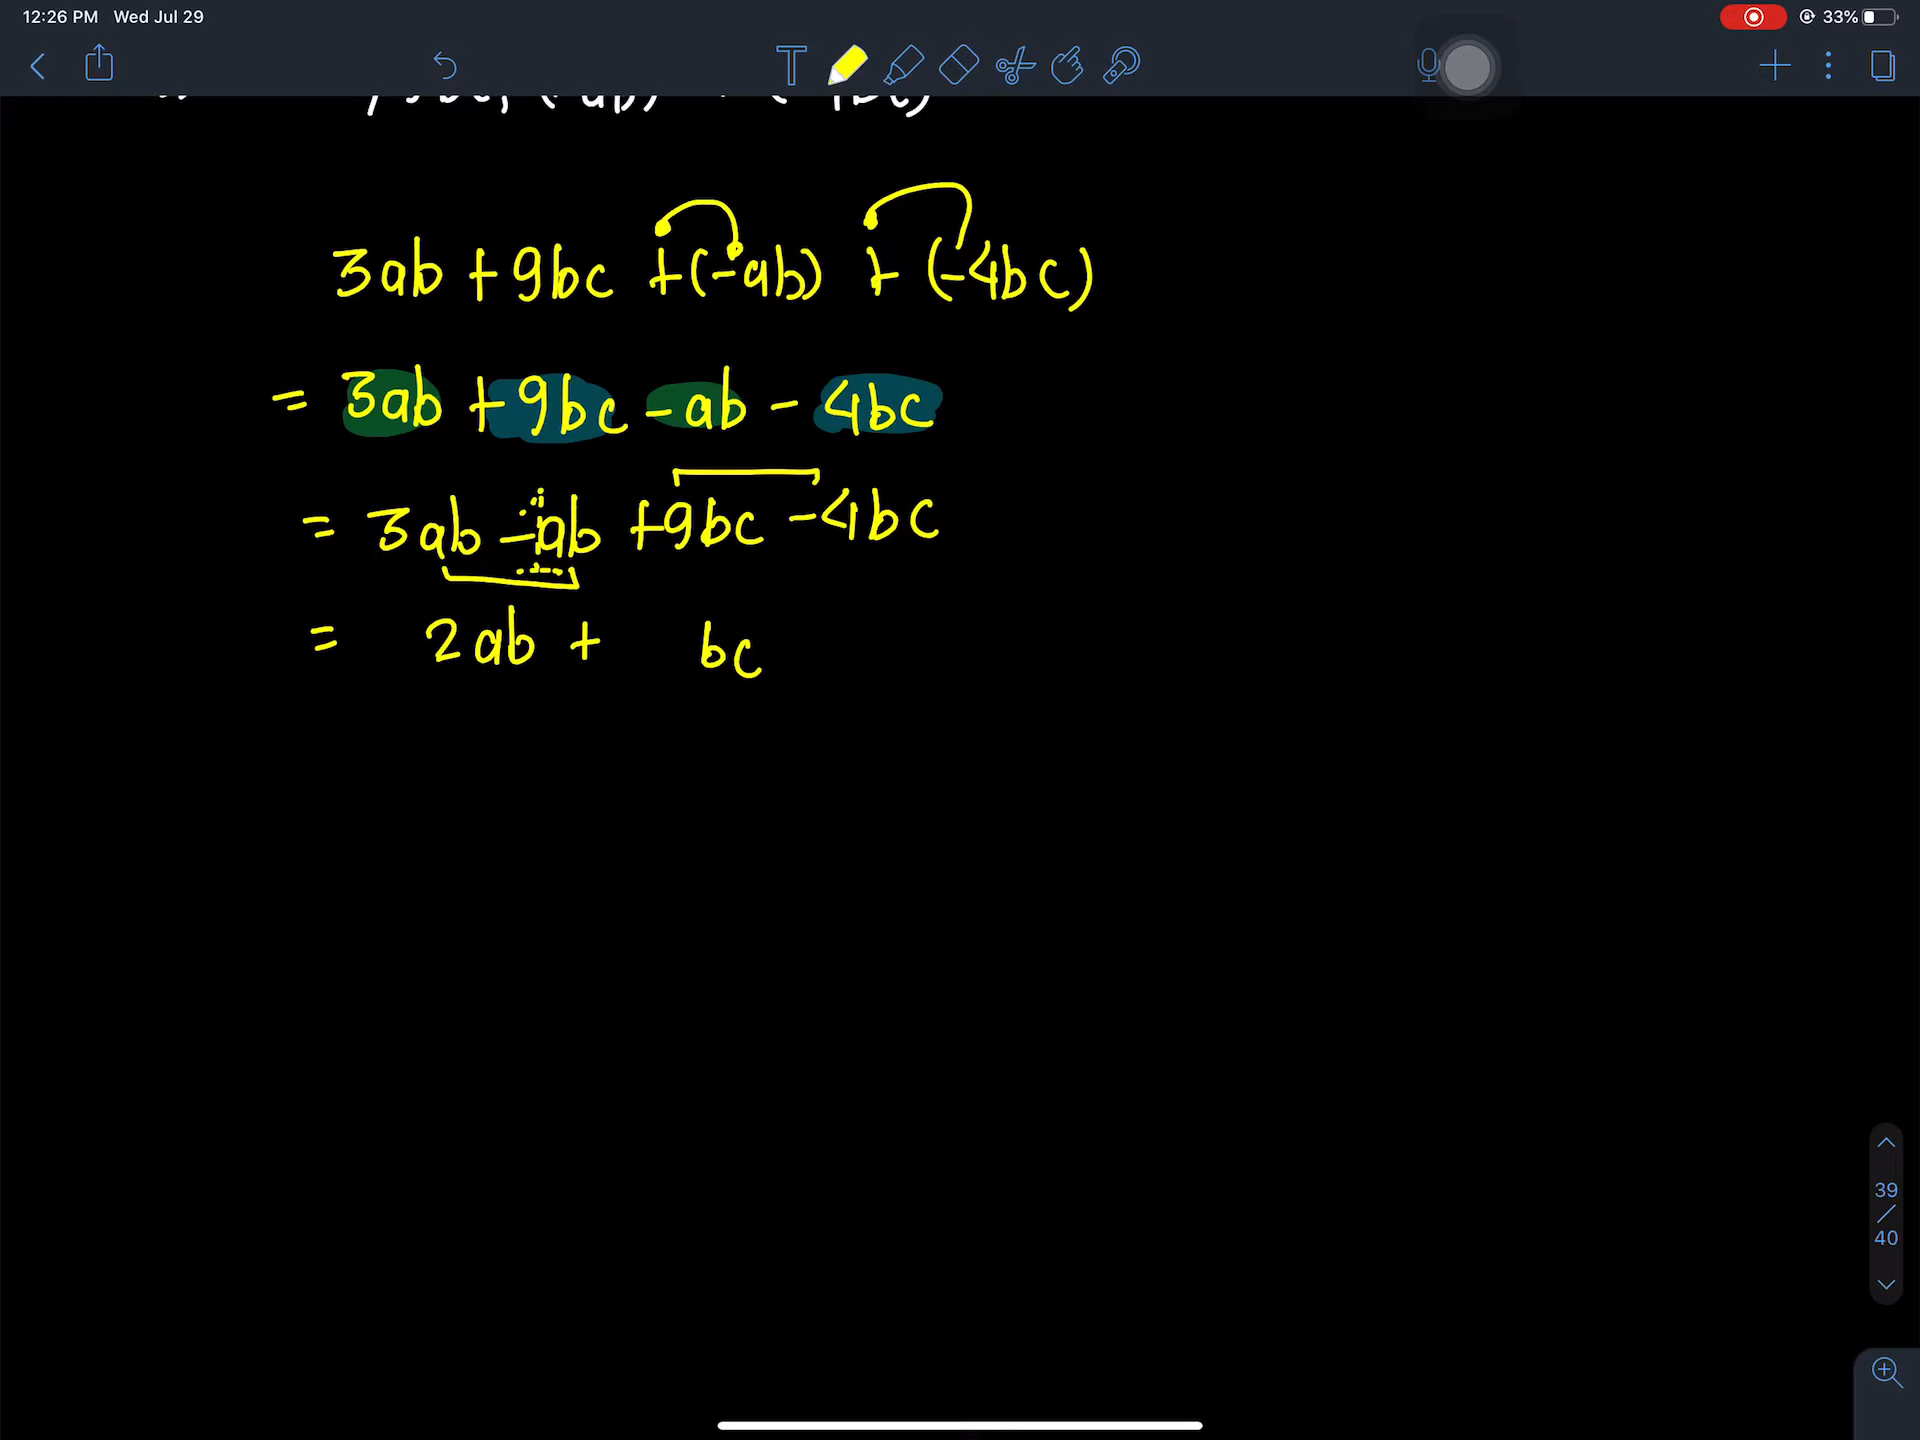 12:26 PM Wed Jul 29 33%
3ab + 9bc + (-ab) + (-4bc)
= 3ab + 9bc - ab - 4bc
= 3ab - ab + 9bc - 4bc
= 2ab + bc
39
/
40